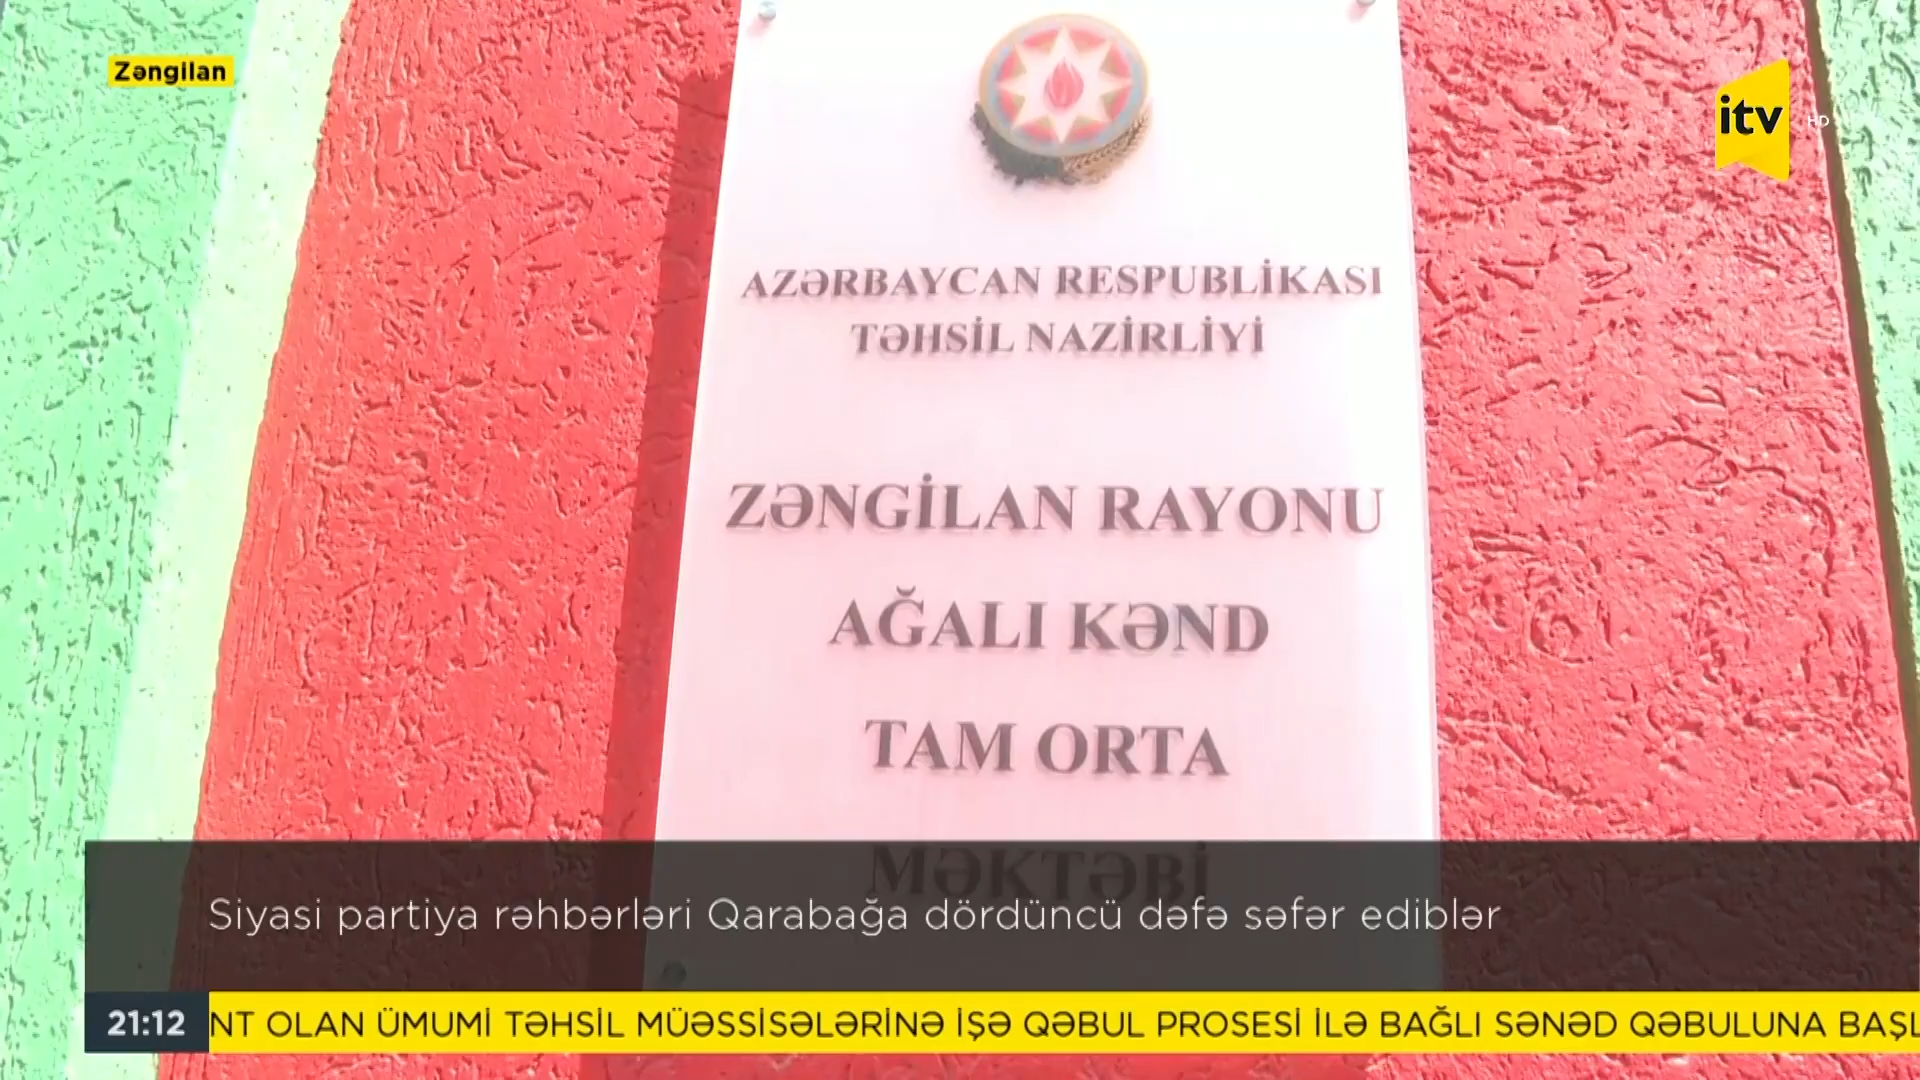 Zəngilan
itv HD
AZƏRBAYCAN RESPUBLİKASI
TƏHSİL NAZİRLİYİ
ZƏNGİLAN RAYONU
AĞALI KƏND
TAM ORTA
MƏKTƏBİ
Siyasi partiya rəhbərləri Qarabağa dördüncü dəfə səfər ediblər
21:12 NT OLAN ÜMUMİ TƏHSİL MÜƏSSİSƏLƏRİNƏ İŞƏ QƏBUL PROSESİ İLƏ BAĞLI SƏNƏD QƏBULUNA BAŞL